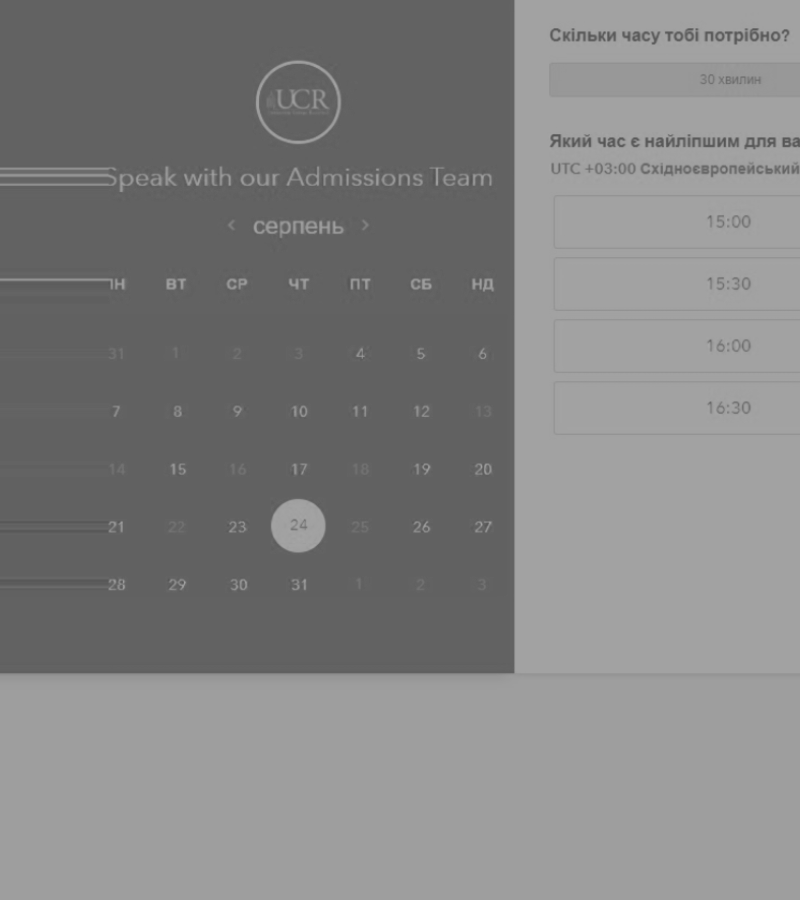 UCR
Speak with our Admissions Team
серпень
ПН ВТ СР ЧТ ПТ СБ НД
31 1 2 3 4 5 6
7 8 9 10 11 12 13
14 15 16 17 18 19 20
21 22 23 24 25 26 27
28 29 30 31 1 2 3
Скільки часу тобі потрібно?
30 хвилин
Який час є найліпшим для ва
UTC +03:00 Східноєвропейський
15:00
15:30
16:00
16:30